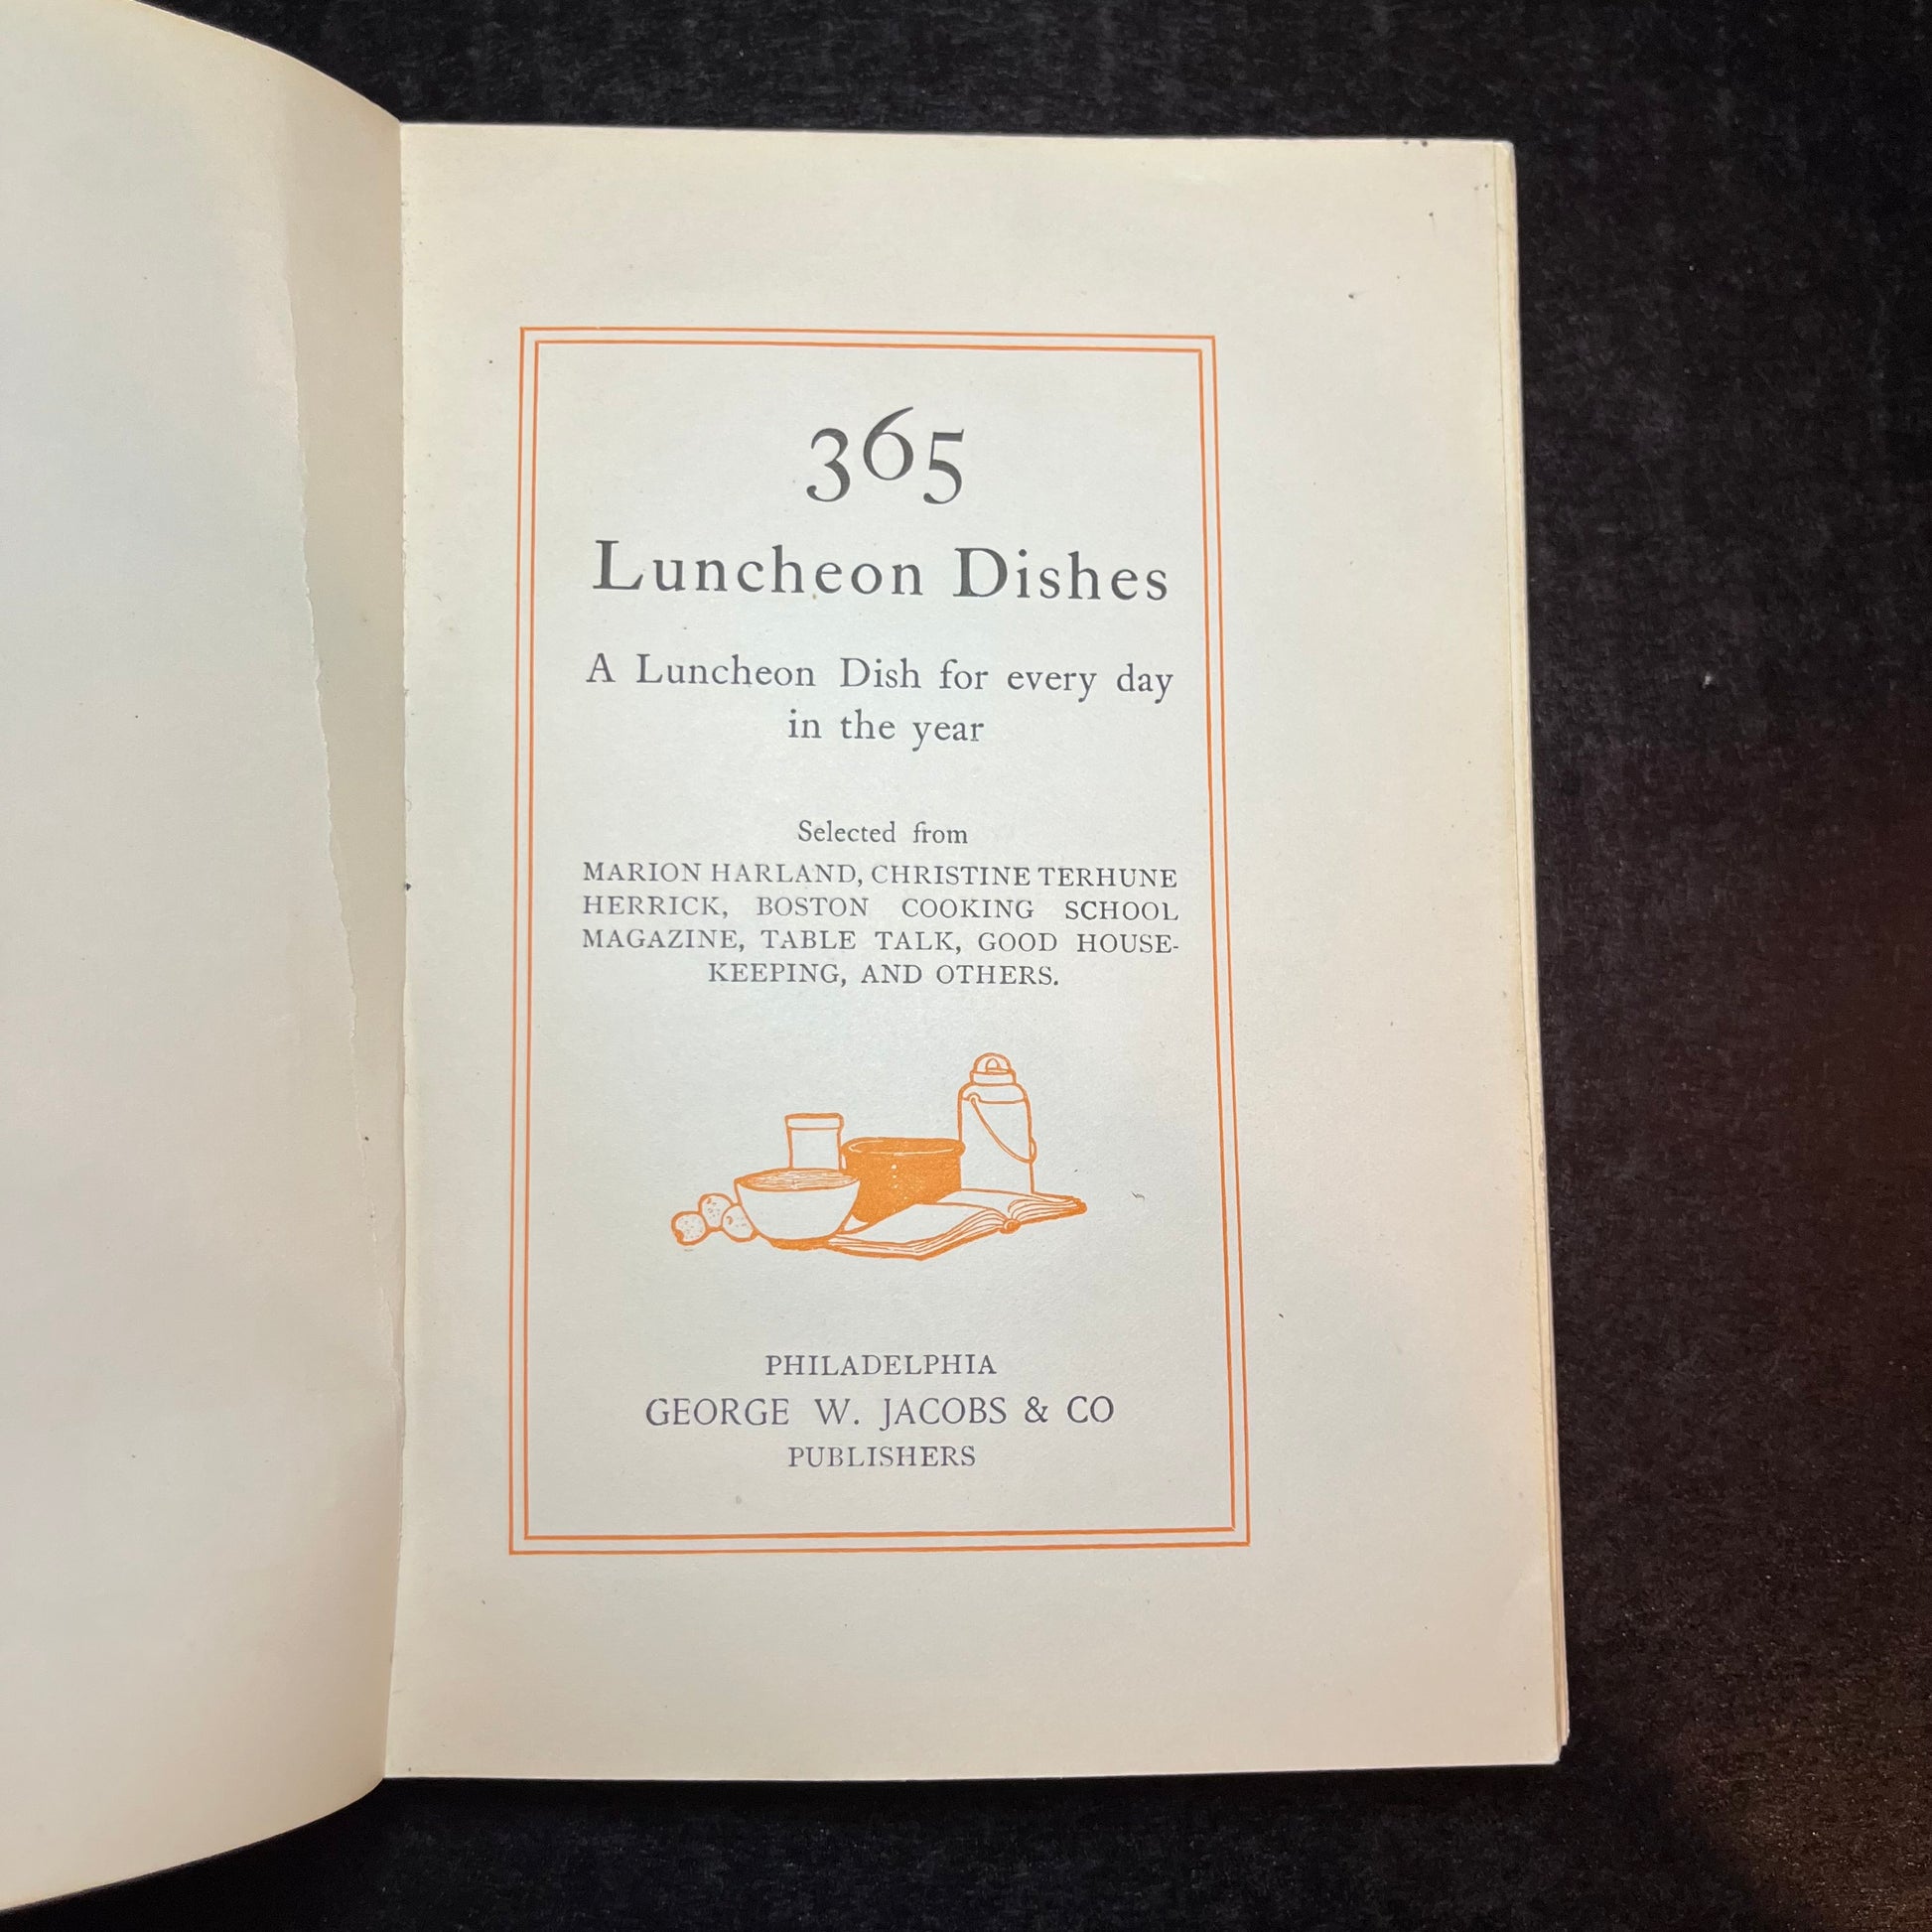 365
Luncheon Dishes
A Luncheon Dish for every day
in the year
Selected from
MARION HARLAND, CHRISTINE TERHUNE
HERRICK, BOSTON COOKING SCHOOL
MAGAZINE, TABLE TALK, GOOD HOUSE-
KEEPING, AND OTHERS.
PHILADELPHIA
GEORGE W. JACOBS & CO
PUBLISHERS